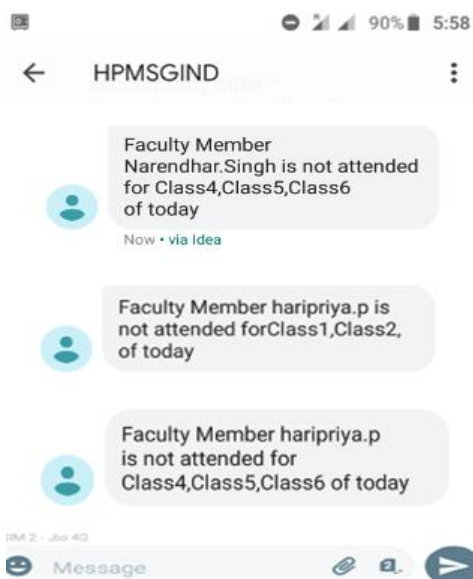 90% 5:58
HPMSGIND
Faculty Member
Narendhar.Singh is not attended
for Class4,Class5,Class6
of today
Now • via Idea
Faculty Member haripriya.p is
not attended forClass1,Class2,
of today
Faculty Member haripriya.p
is not attended for
Class4,Class5,Class6 of today
SIM 2 - Jio 4G
Message